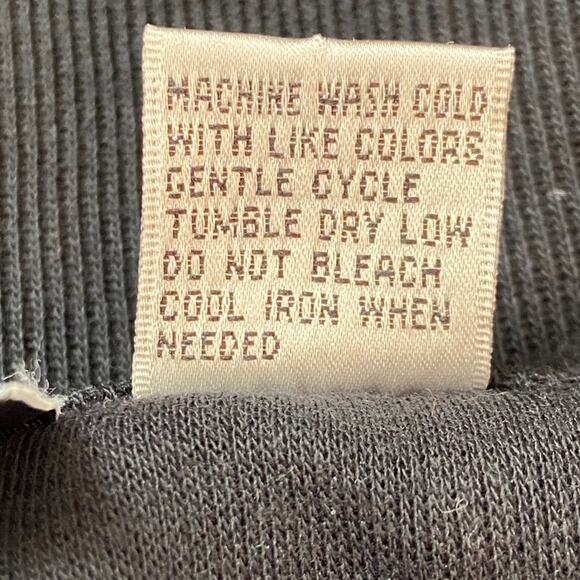 MACHINE WASH COLD
WITH LIKE COLORS
GENTLE CYCLE
TUMBLE DRY LOW
DO NOT BLEACH
COOL IRON WHEN
NEEDED